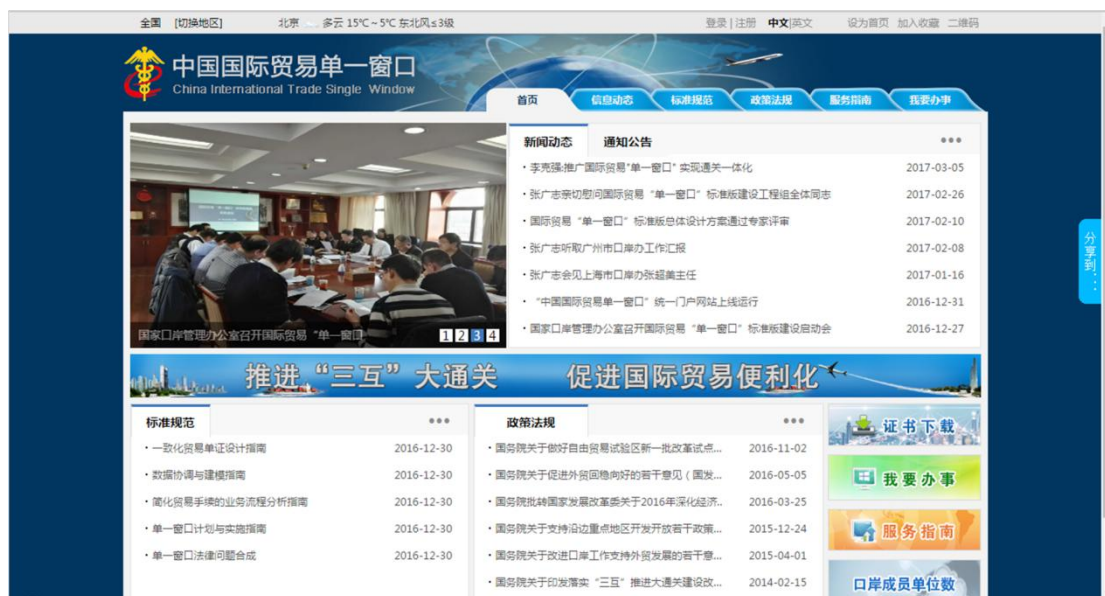 全国 [切换地区] 北京 多云 15℃~5℃ 东北风≤3级 登录 | 注册 中文|英文 设为首页 加入收藏 二维码
中国国际贸易单一窗口
China International Trade Single Window
首页 信息动态 标准规范 政策法规 服务指南 我要办事
新闻动态 通知公告
·李克强:推广国际贸易"单一窗口" 实现通关一体化 2017-03-05
·张广志亲切慰问国际贸易“单一窗口”标准版建设工程组全体同志 2017-02-26
·国际贸易“单一窗口”标准版总体设计方案通过专家评审 2017-02-10
·张广志听取广州市口岸办工作汇报 2017-02-08
·张广志会见上海市口岸办张超美主任 2017-01-16
·“中国国际贸易单一窗口”统一门户网站上线运行 2016-12-31
·国家口岸管理办公室召开国际贸易“单一窗口”标准版建设启动会 2016-12-27
国家口岸管理办公室召开国际贸易“单一窗口 1 2 3 4
分享到:...
推进“三互”大通关 促进国际贸易便利化
标准规范
·一致化贸易单证设计指南 2016-12-30
·数据协调与建模指南 2016-12-30
·简化贸易手续的业务流程分析指南 2016-12-30
·单一窗口计划与实施指南 2016-12-30
·单一窗口法律问题合成 2016-12-30
政策法规
·国务院关于做好自由贸易试验区新一批改革试点... 2016-11-02
·国务院关于促进外贸回稳向好的若干意见（国发... 2016-05-05
·国务院批转国家发展改革委关于2016年深化经济... 2016-03-25
·国务院关于支持沿边重点地区开发开放若干政策... 2015-12-24
·国务院关于改进口岸工作支持外贸发展的若干意... 2015-04-01
·国务院关于印发落实“三互”推进大通关建设改... 2014-02-15
证书下载
我要办事
服务指南
口岸成员单位数